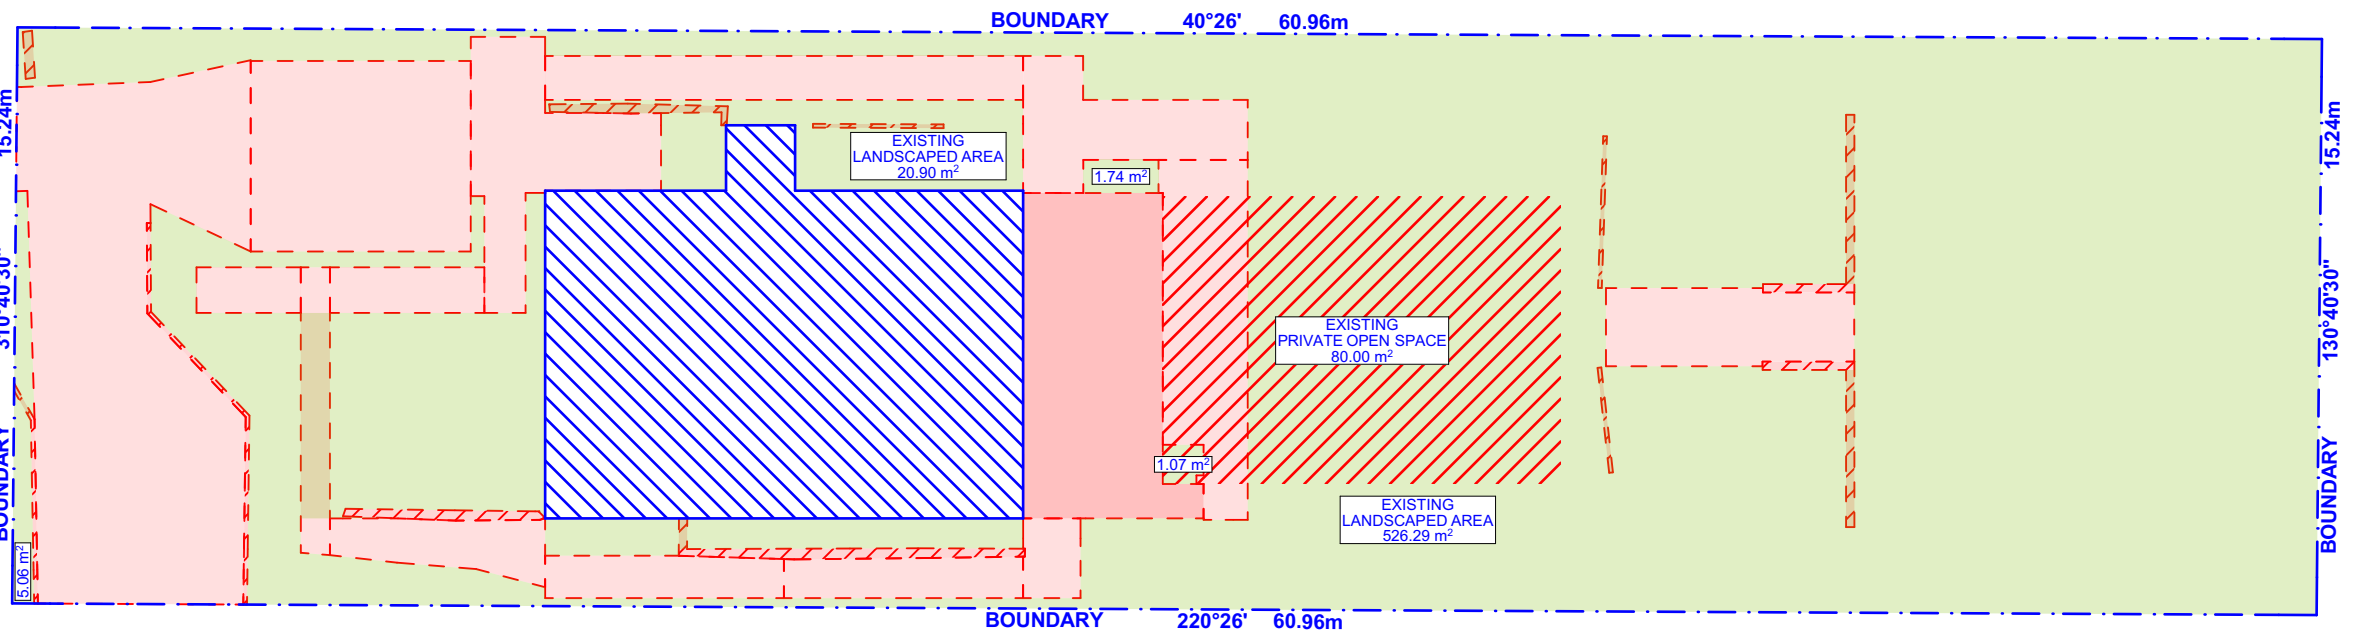 BOUNDARY 40°26' 60.96m
15.24m
310°40'30"
BOUNDARY
EXISTING
LANDSCAPED AREA
20.90 m²
1.74 m²
15.24m
130°40'30"
BOUNDARY
EXISTING
PRIVATE OPEN SPACE
80.00 m²
1.07 m²
EXISTING
LANDSCAPED AREA
526.29 m²
5.06 m²
BOUNDARY 220°26' 60.96m